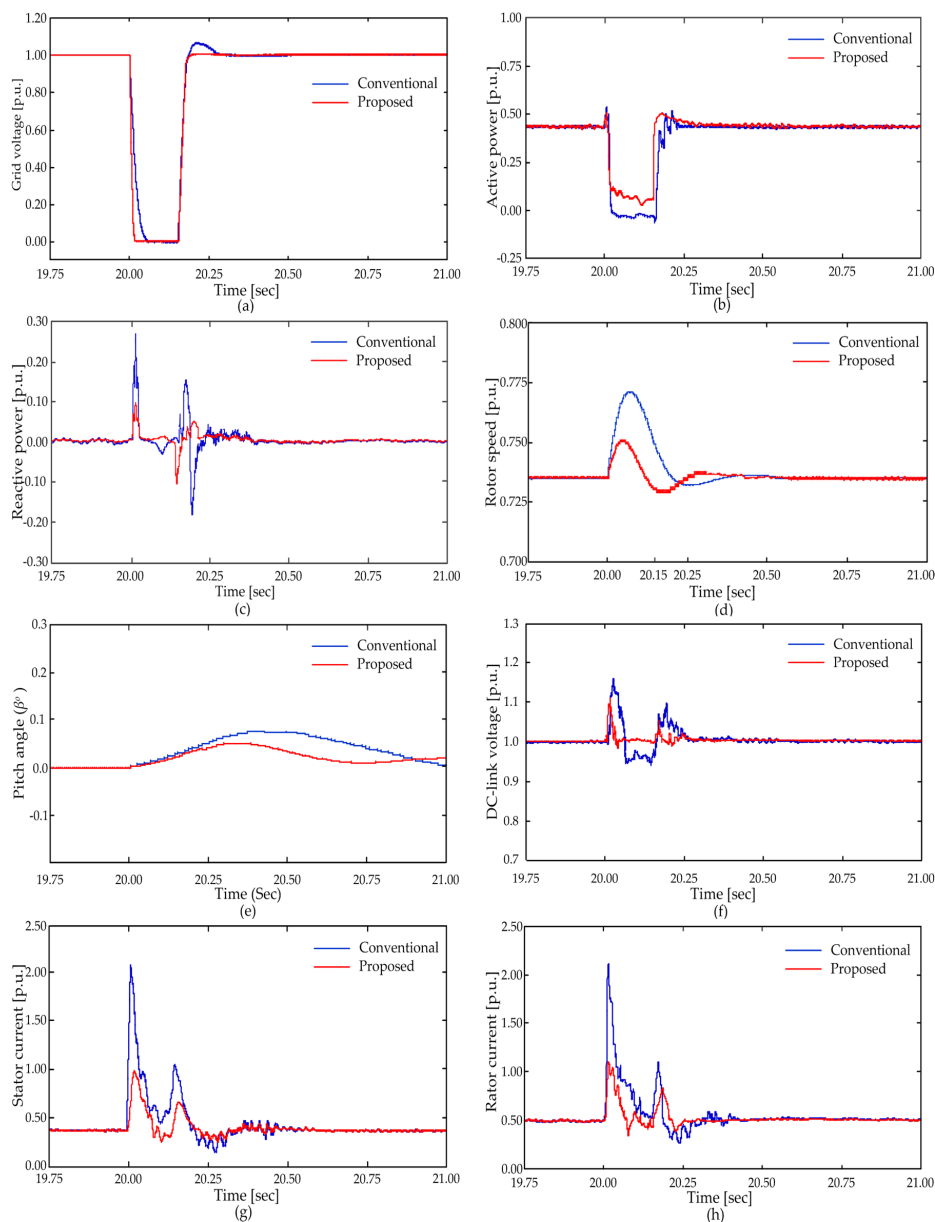 Grid voltage [p.u.]
1.20
1.00
0.80
0.60
0.40
0.20
0.00
Conventional
Proposed
19.75 20.00 20.25 20.50 20.75 21.00
Time [sec]
(a)
Active power [p.u.]
1.00
0.75
0.50
0.25
0.00
-0.25
Conventional
Proposed
19.75 20.00 20.25 20.50 20.75 21.00
Time [sec]
(b)
Reactive power [p.u.]
0.30
0.20
0.10
0.00
-0.10
-0.20
-0.30
Conventional
Proposed
19.75 20.00 20.25 20.50 20.75 21.00
Time [sec]
(c)
Rotor speed [p.u.]
0.800
0.775
0.750
0.725
0.700
Conventional
Proposed
19.75 20.00 20.15 20.25 20.50 20.75 21.00
Time [sec]
(d)
Pitch angle (βº)
0.3
0.2
0.1
0.0
-0.1
Conventional
Proposed
19.75 20.00 20.25 20.50 20.75 21.00
Time (Sec)
(e)
DC-link voltage [p.u.]
1.3
1.2
1.1
1.0
0.9
0.8
0.7
Conventional
Proposed
19.75 20.00 20.25 20.50 20.75 21.00
Time [sec]
(f)
Stator current [p.u.]
2.50
2.00
1.50
1.00
0.50
0.00
Conventional
Proposed
19.75 20.00 20.25 20.50 20.75 21.00
Time [sec]
(g)
Rator current [p.u.]
2.50
2.00
1.50
1.00
0.50
0.00
Conventional
Proposed
19.75 20.00 20.25 20.50 20.75 21.00
Time [sec]
(h)